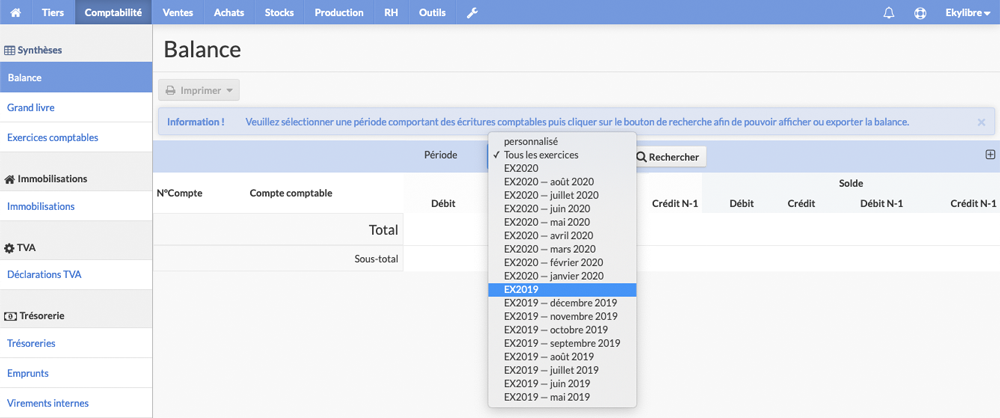 Tiers Comptabilité Ventes Achats Stocks Production RH Outils Ekylibre
Synthèses
Balance
Grand livre
Exercices comptables
Immobilisations
Immobilisations
TVA
Déclarations TVA
Trésorerie
Trésoreries
Emprunts
Virements internes
Balance
Imprimer
Information ! Veuillez sélectionner une période comportant des écritures comptables puis cliquer sur le bouton de recherche afin de pouvoir afficher ou exporter la balance.
Période Rechercher
personnalisé
✓ Tous les exercices
EX2020
EX2020 — août 2020
EX2020 — juillet 2020
EX2020 — juin 2020
EX2020 — mai 2020
EX2020 — avril 2020
EX2020 — mars 2020
EX2020 — février 2020
EX2020 — janvier 2020
EX2019
EX2019 — décembre 2019
EX2019 — novembre 2019
EX2019 — octobre 2019
EX2019 — septembre 2019
EX2019 — août 2019
EX2019 — juillet 2019
EX2019 — juin 2019
EX2019 — mai 2019
N°Compte Compte comptable Solde
Débit Crédit N-1 Débit Crédit Débit N-1 Crédit N-1
Total
Sous-total